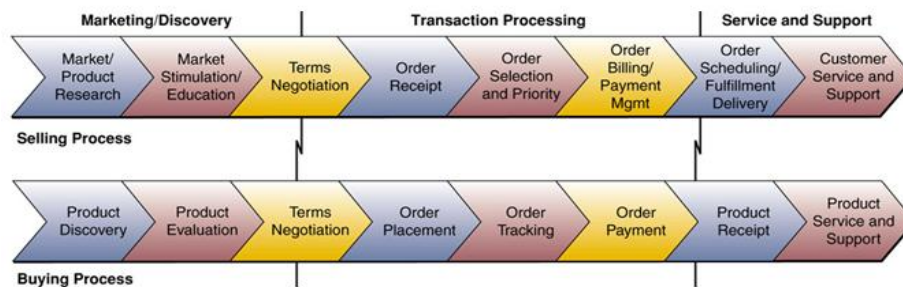 Marketing/Discovery
Transaction Processing
Service and Support
Market/
Product
Research
Market
Stimulation/
Education
Terms
Negotiation
Order
Receipt
Order
Selection
and Priority
Order
Billing/
Payment
Mgmt
Order
Scheduling/
Fulfillment
Delivery
Customer
Service and
Support
Selling Process
Product
Discovery
Product
Evaluation
Terms
Negotiation
Order
Placement
Order
Tracking
Order
Payment
Product
Receipt
Product
Service and
Support
Buying Process